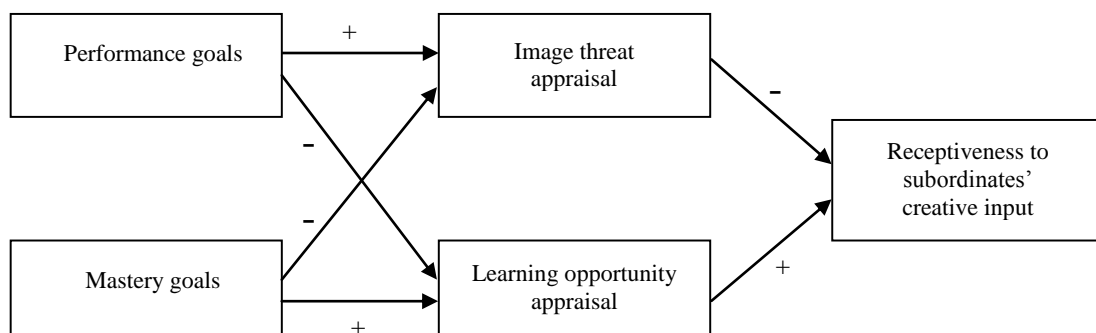 Performance goals
+
Image threat
appraisal
-
Receptiveness to
subordinates’
creative input
-
-
Mastery goals
+
Learning opportunity
appraisal
+